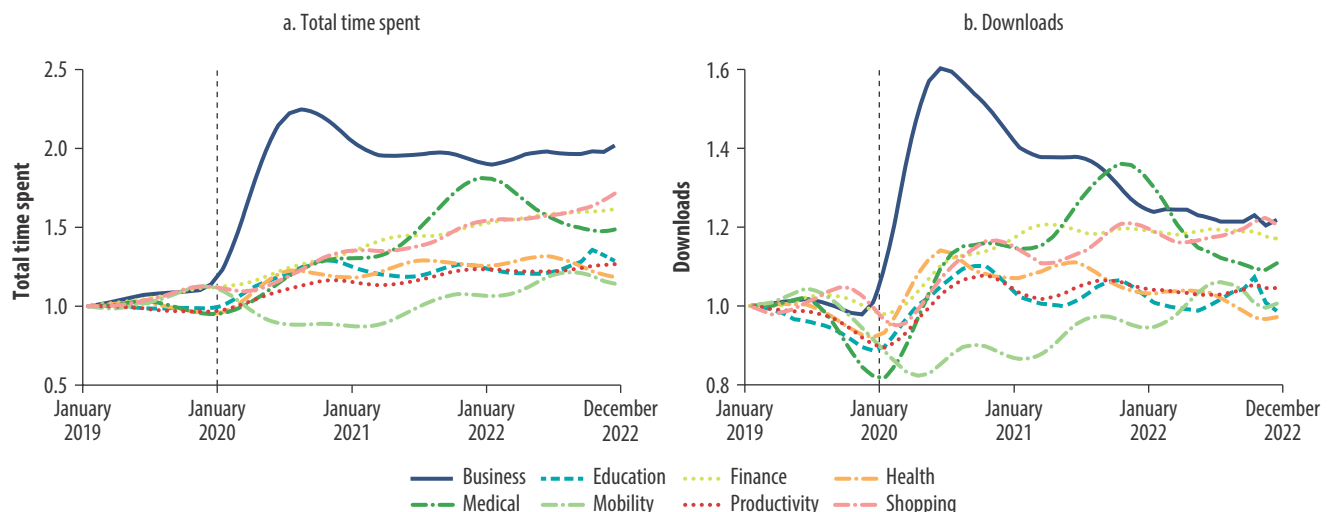 a. Total time spent
Total time spent
2.5
2.0
1.5
1.0
0.5
January
2019
January
2020
January
2021
January
2022
December
2022
b. Downloads
Downloads
1.6
1.4
1.2
1.0
0.8
January
2019
January
2020
January
2021
January
2022
December
2022
Business Education Finance Health
Medical Mobility Productivity Shopping